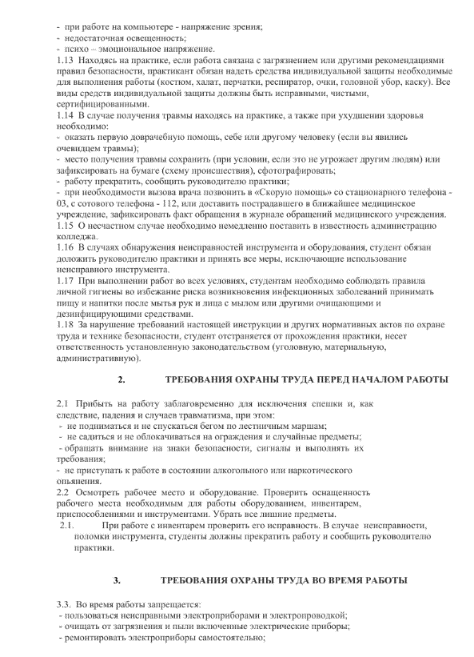 - при работе на компьютере - напряжение зрения;
- недостаточная освещенность;
- психо – эмоциональное напряжение.
1.13 Находясь на практике, если работа связана с загрязнением или другими рекомендациями
правил безопасности, практикант обязан надеть средства индивидуальной защиты необходимые
для выполнения работы (костюм, халат, перчатки, респиратор, очки, головной убор, каску). Все
виды средств индивидуальной защиты должны быть исправными, чистыми,
сертифицированными.
1.14 В случае получения травмы находясь на практике, а также при ухудшении здоровья
необходимо:
- оказать первую доврачебную помощь, себе или другому человеку (если вы явились
очевидцем травмы);
- место получения травмы сохранить (при условии, если это не угрожает другим людям) или
зафиксировать на бумаге (схему происшествия), сфотографировать;
- работу прекратить, сообщить руководителю практики;
- при необходимости вызова врача позвонить в «Скорую помощь» со стационарного телефона -
03, с сотового телефона - 112, или доставить пострадавшего в ближайшее медицинское
учреждение, зафиксировать факт обращения в журнале обращений медицинского учреждения.
1.15 О несчастном случае необходимо немедленно поставить в известность администрацию
колледжа.
1.16 В случаях обнаружения неисправностей инструмента и оборудования, студент обязан
доложить руководителю практики и принять все меры, исключающие использование
неисправного инструмента.
1.17 При выполнении работ во всех условиях, студентам необходимо соблюдать правила
личной гигиены во избежание риска возникновения инфекционных заболеваний принимать
пищу и напитки после мытья рук и лица с мылом или другими очищающими и
дезинфицирующими средствами.
1.18 За нарушение требований настоящей инструкции и других нормативных актов по охране
труда и технике безопасности, студент отстраняется от прохождения практики, несет
ответственность установленную законодательством (уголовную, материальную,
административную).
2. ТРЕБОВАНИЯ ОХРАНЫ ТРУДА ПЕРЕД НАЧАЛОМ РАБОТЫ
2.1 Прибыть на работу заблаговременно для исключения спешки и, как
следствие, падения и случаев травматизма, при этом:
- не подниматься и не спускаться бегом по лестничным маршам;
- не садиться и не облокачиваться на ограждения и случайные предметы;
- обращать внимание на знаки безопасности, сигналы и выполнять их
требования;
- не приступать к работе в состоянии алкогольного или наркотического
опьянения.
2.2 Осмотреть рабочее место и оборудование. Проверить оснащенность
рабочего места необходимым для работы оборудованием, инвентарем,
приспособлениями и инструментами. Убрать все лишние предметы.
2.1. При работе с инвентарем проверить его исправность. В случае неисправности,
поломки инструмента, студенты должны прекратить работу и сообщить руководителю
практики.
3. ТРЕБОВАНИЯ ОХРАНЫ ТРУДА ВО ВРЕМЯ РАБОТЫ
3.3. Во время работы запрещается:
- пользоваться неисправными электроприборами и электропроводкой;
- очищать от загрязнения и пыли включенные электрические приборы;
- ремонтировать электроприборы самостоятельно;